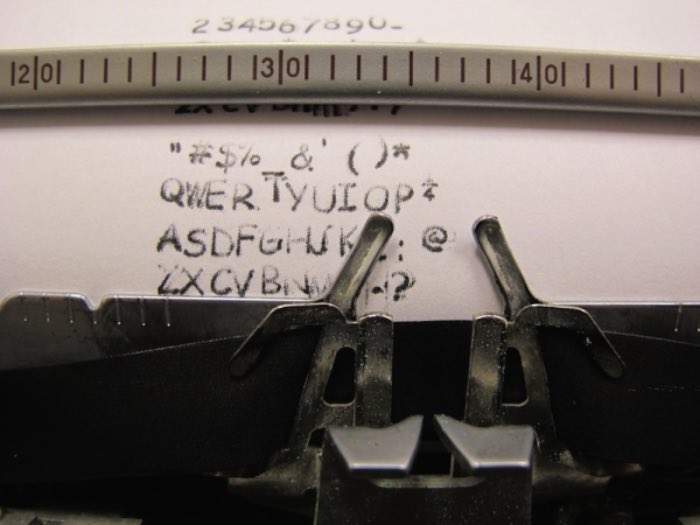 234567890-
20 30 40
"#$%_&'()*
QWERTYUIOP
ASDFGHJK : @
ZXCVBN ?